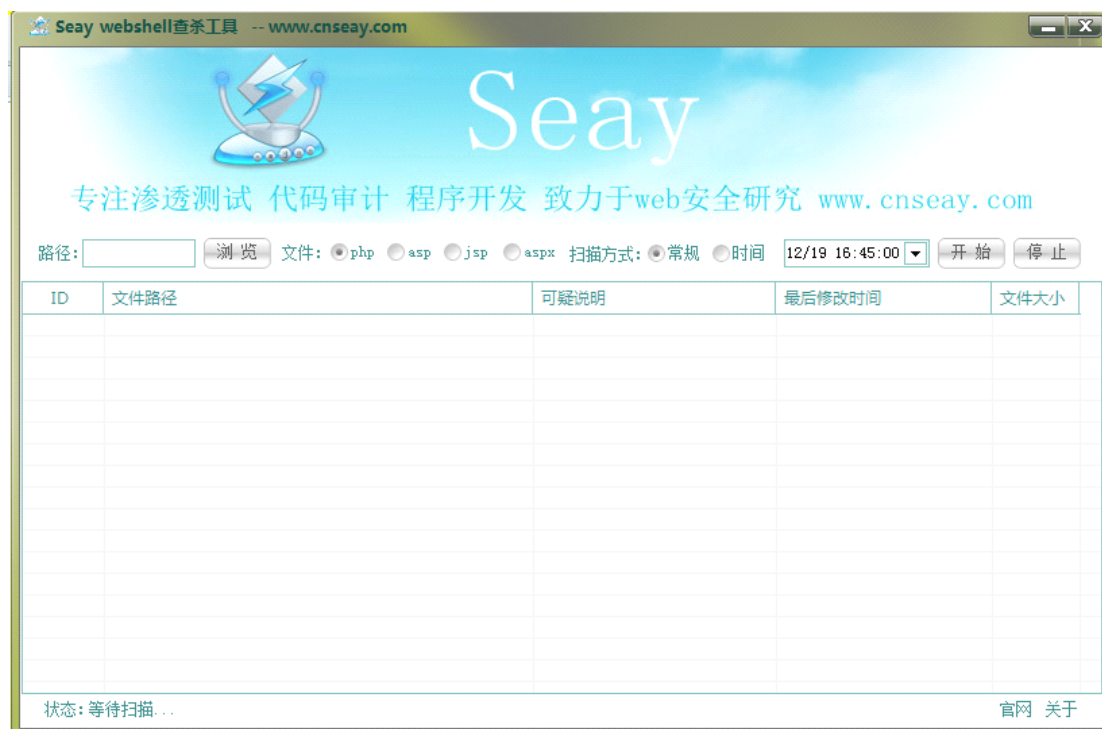 Seay webshell查杀工具 -- www.cnseay.com
Seay
专注渗透测试 代码审计 程序开发 致力于web安全研究 www.cnseay.com
路径: 浏 览 文件: php asp jsp aspx 扫描方式: 常规 时间 12/19 16:45:00 开 始 停 止
ID 文件路径 可疑说明 最后修改时间 文件大小
状态:等待扫描... 官网 关于